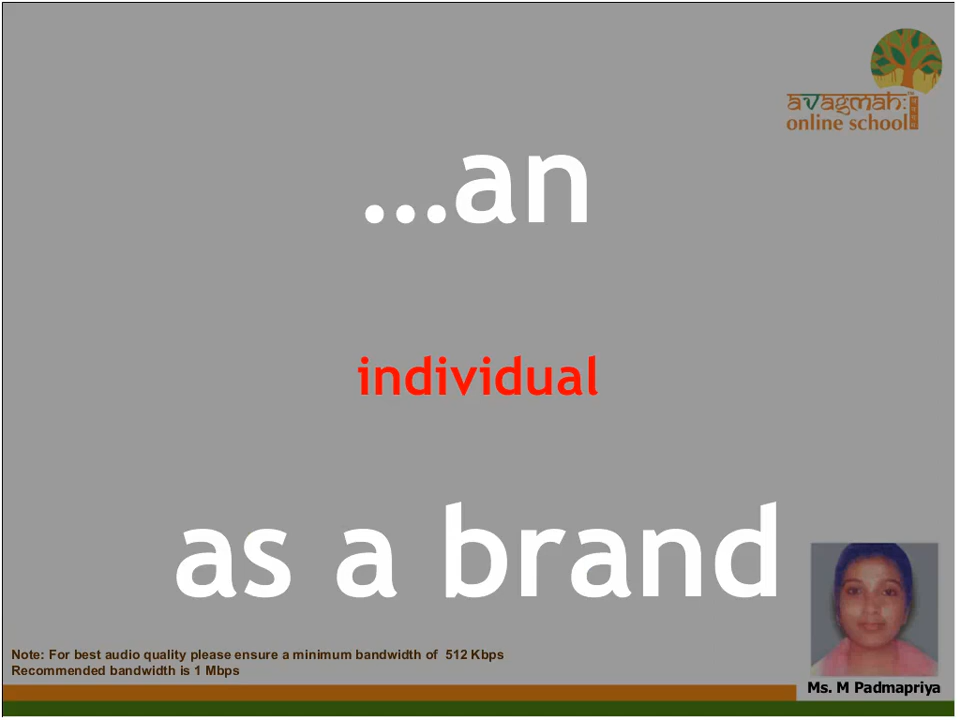 avagmah:
online school
...an
individual
as a brand
Note: For best audio quality please ensure a minimum bandwidth of 512 Kbps
Recommended bandwidth is 1 Mbps
Ms. M Padmapriya